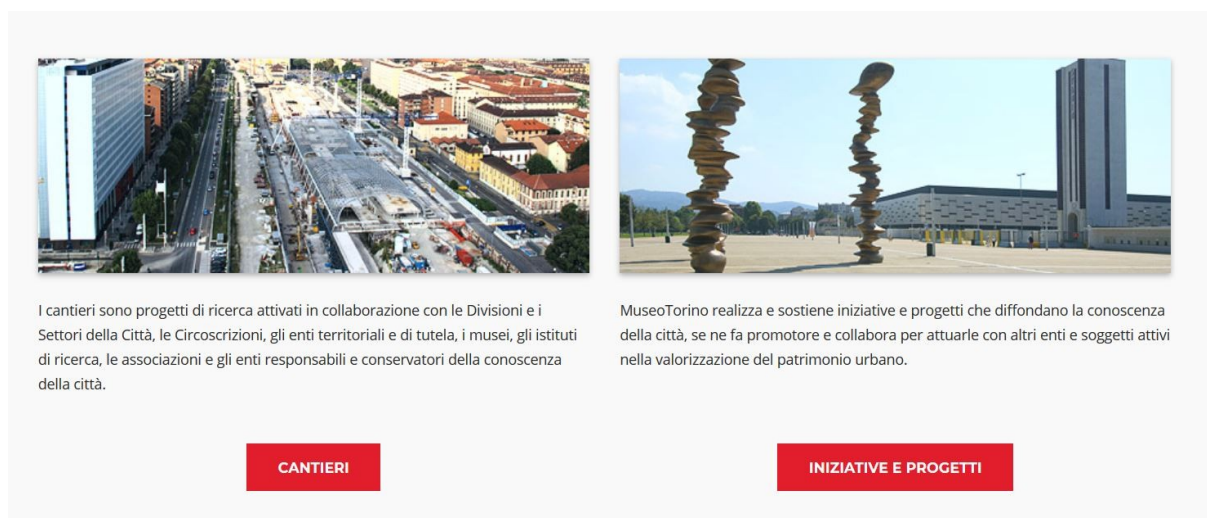 I cantieri sono progetti di ricerca attivati in collaborazione con le Divisioni e i
Settori della Città, le Circoscrizioni, gli enti territoriali e di tutela, i musei, gli istituti
di ricerca, le associazioni e gli enti responsabili e conservatori della conoscenza
della città.
CANTIERI
MuseoTorino realizza e sostiene iniziative e progetti che diffondano la conoscenza
della città, se ne fa promotore e collabora per attuarle con altri enti e soggetti attivi
nella valorizzazione del patrimonio urbano.
INIZIATIVE E PROGETTI